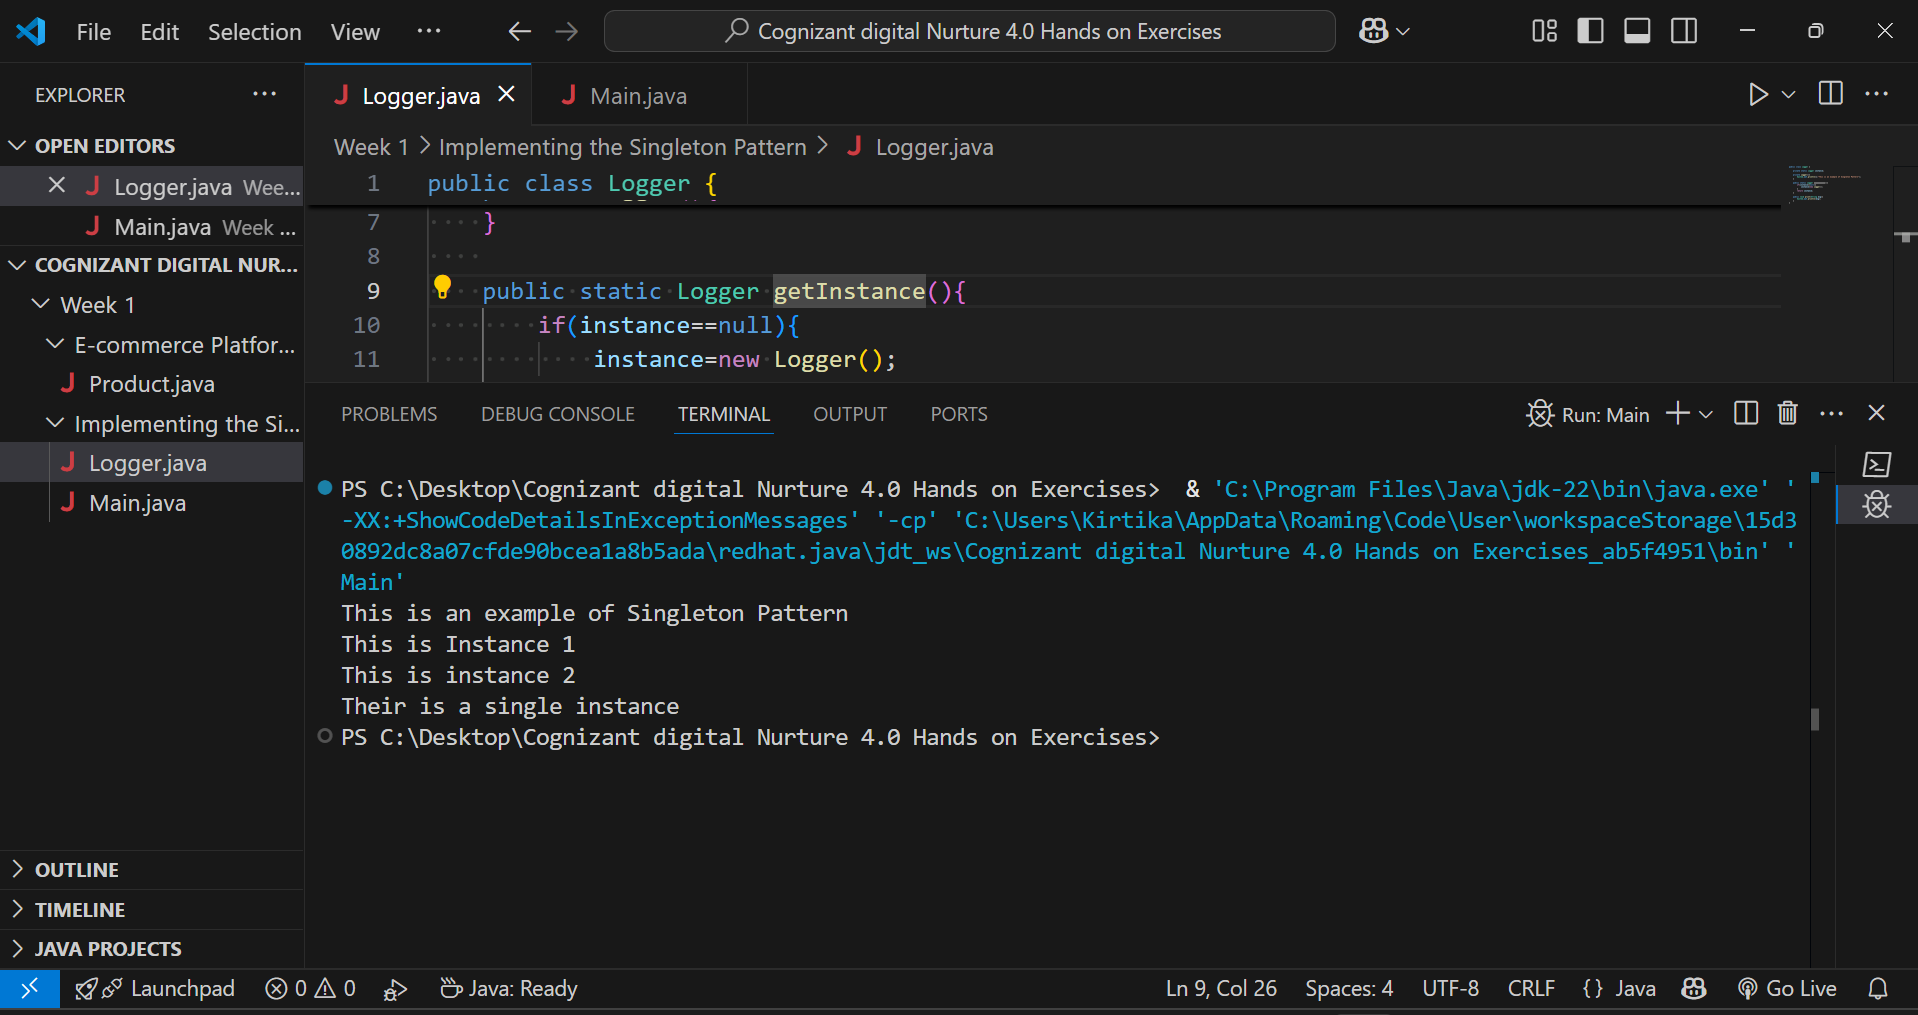 File Edit Selection View ··· Cognizant digital Nurture 4.0 Hands on Exercises
EXPLORER ···
OPEN EDITORS
Logger.java Wee...
Main.java Week ...
COGNIZANT DIGITAL NUR...
Week 1
E-commerce Platfor...
Product.java
Implementing the Si...
Logger.java
Main.java
OUTLINE
TIMELINE
JAVA PROJECTS
Logger.java Main.java
Week 1 > Implementing the Singleton Pattern > Logger.java
1 public class Logger {
7 }
8
9 public static Logger getInstance(){
10 if(instance==null){
11 instance=new Logger();
PROBLEMS DEBUG CONSOLE TERMINAL OUTPUT PORTS Run: Main
PS C:\Desktop\Cognizant digital Nurture 4.0 Hands on Exercises> & 'C:\Program Files\Java\jdk-22\bin\java.exe' '
-XX:+ShowCodeDetailsInExceptionMessages' '-cp' 'C:\Users\Kirtika\AppData\Roaming\Code\User\workspaceStorage\15d3
0892dc8a07cfde90bcea1a8b5ada\redhat.java\jdt_ws\Cognizant digital Nurture 4.0 Hands on Exercises_ab5f4951\bin' '
Main'
This is an example of Singleton Pattern
This is Instance 1
This is instance 2
Their is a single instance
PS C:\Desktop\Cognizant digital Nurture 4.0 Hands on Exercises>
Launchpad 0 0 Java: Ready Ln 9, Col 26 Spaces: 4 UTF-8 CRLF {} Java Go Live